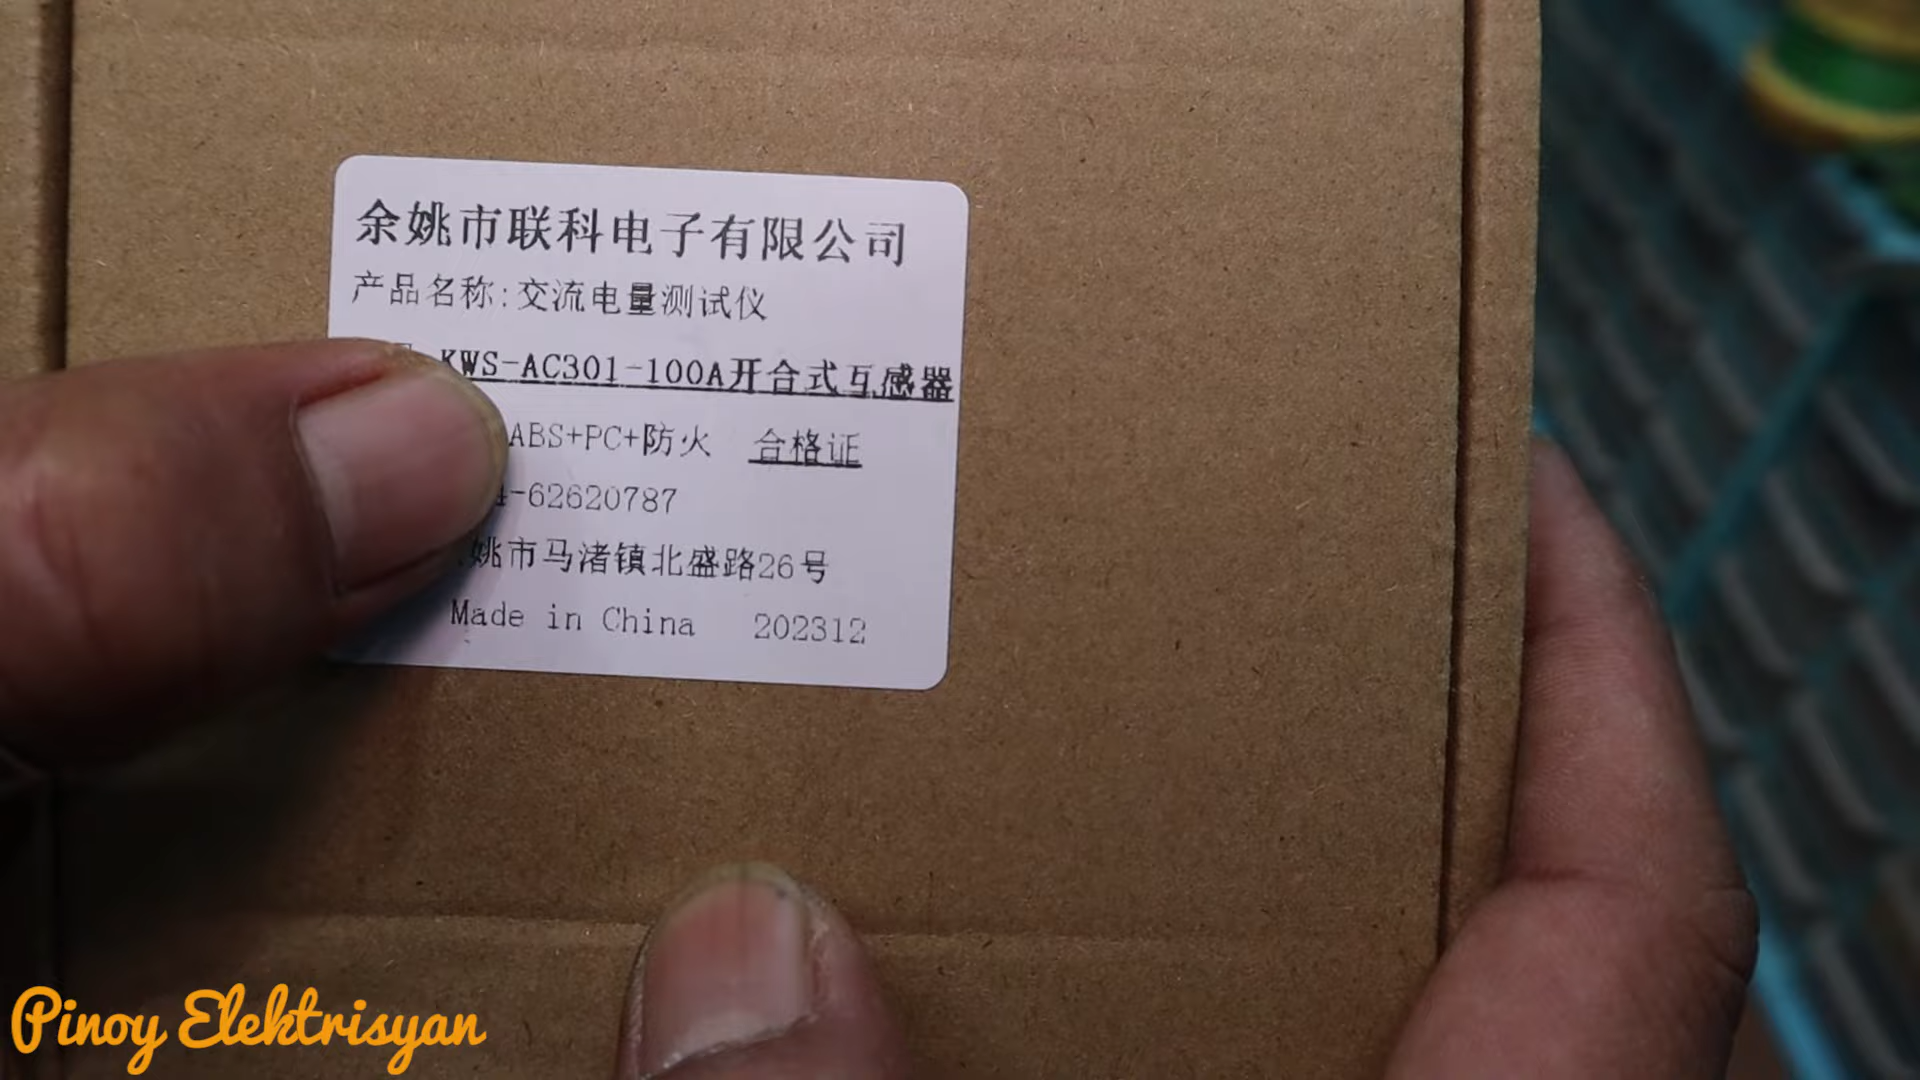 余姚市联科电子有限公司
产品名称:交流电量测试仪
KWS-AC301-100A开合式互感器
ABS+PC+防火 合格证
4-62620787
姚市马渚镇北盛路26号
Made in China 202312
Pinoy Elektrisyan